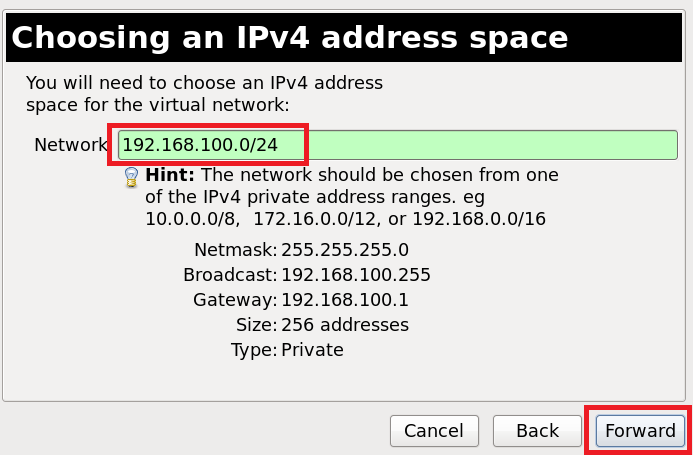 Choosing an IPv4 address space
You will need to choose an IPv4 address
space for the virtual network:
Network 192.168.100.0/24
Hint: The network should be chosen from one
of the IPv4 private address ranges. eg
10.0.0.0/8, 172.16.0.0/12, or 192.168.0.0/16
Netmask: 255.255.255.0
Broadcast: 192.168.100.255
Gateway: 192.168.100.1
Size: 256 addresses
Type: Private
Cancel Back Forward